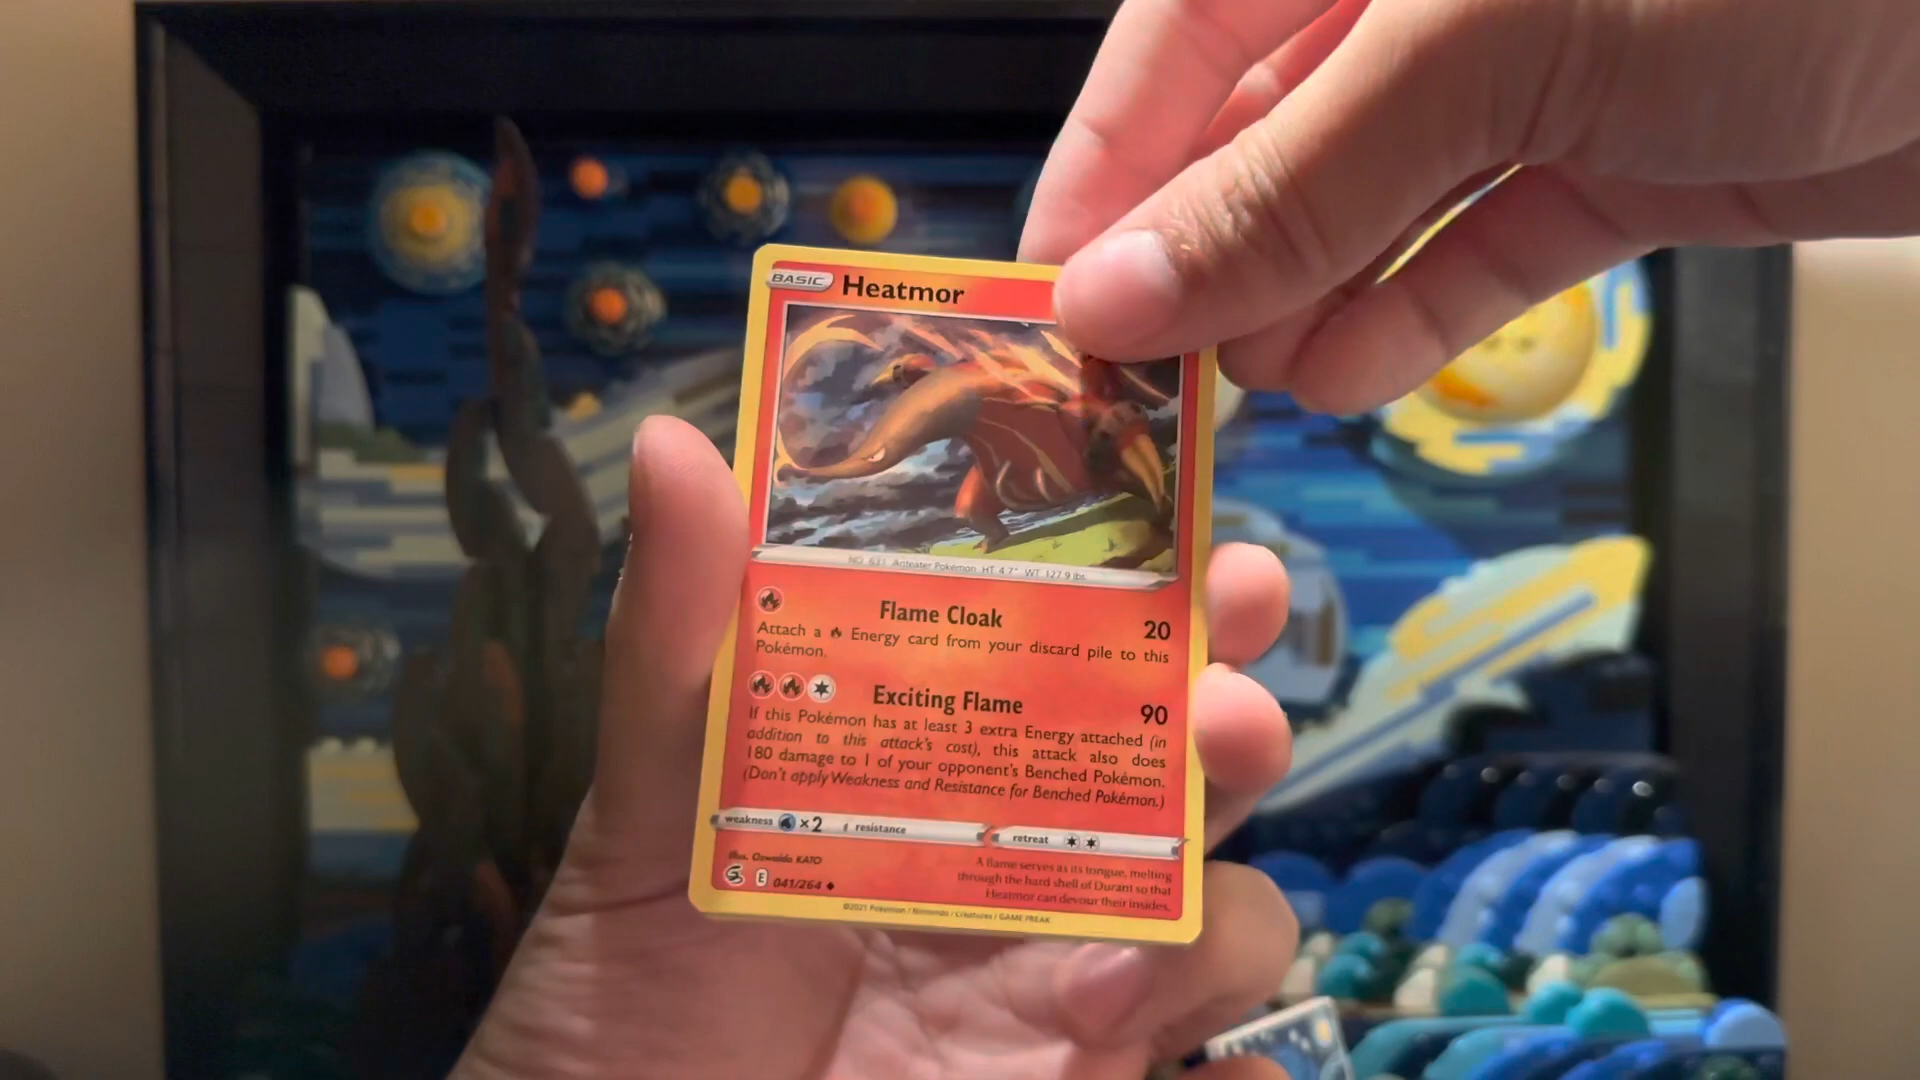 BASIC Heatmor
NO. 631 Anteater Pokémon HT 4'7" WT 127.9 lbs.
Flame Cloak 20
Attach a Energy card from your discard pile to this
Pokémon.
Exciting Flame 90
If this Pokémon has at least 3 extra Energy attached (in
addition to this attack's cost), this attack also does
180 damage to 1 of your opponent's Benched Pokémon.
(Don't apply Weakness and Resistance for Benched Pokémon.)
weakness ×2 resistance retreat
Illus. Oswaldo KATO
E 041/264
A flame serves as its tongue, melting
through the hard shell of Durant so that
Heatmor can devour their insides.
©2021 Pokémon / Nintendo / Creatures / GAME FREAK